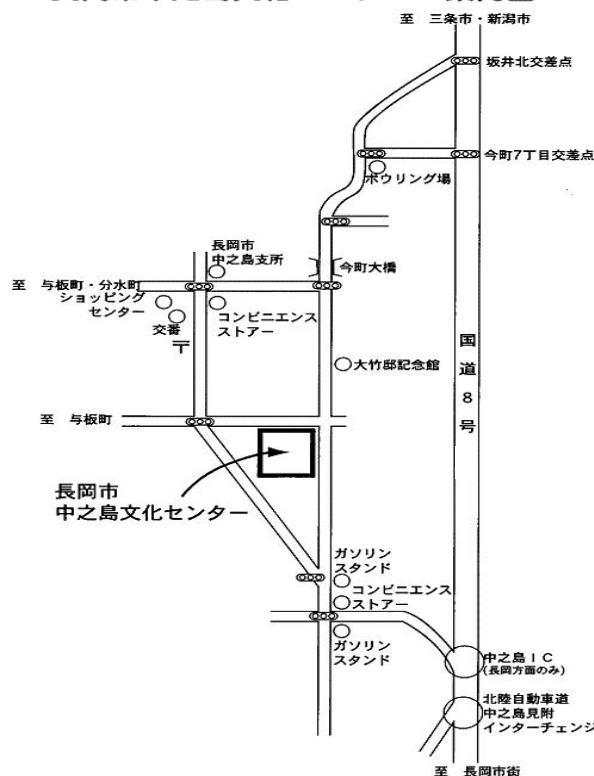 至　三条市・新潟市
坂井北交差点
今町7丁目交差点
ボウリング場
長岡市
中之島支所
今町大橋
至　与板町・分水町
ショッピング
センター
コンビニエンス
ストアー
交番
〒
大竹邸記念館
国道8号
至　与板町
長岡市
中之島文化センター
ガソリン
スタンド
コンビニエンス
ストアー
ガソリン
スタンド
中之島IC
(長岡方面のみ)
北陸自動車道
中之島見附
インターチェンジ
至　長岡市街